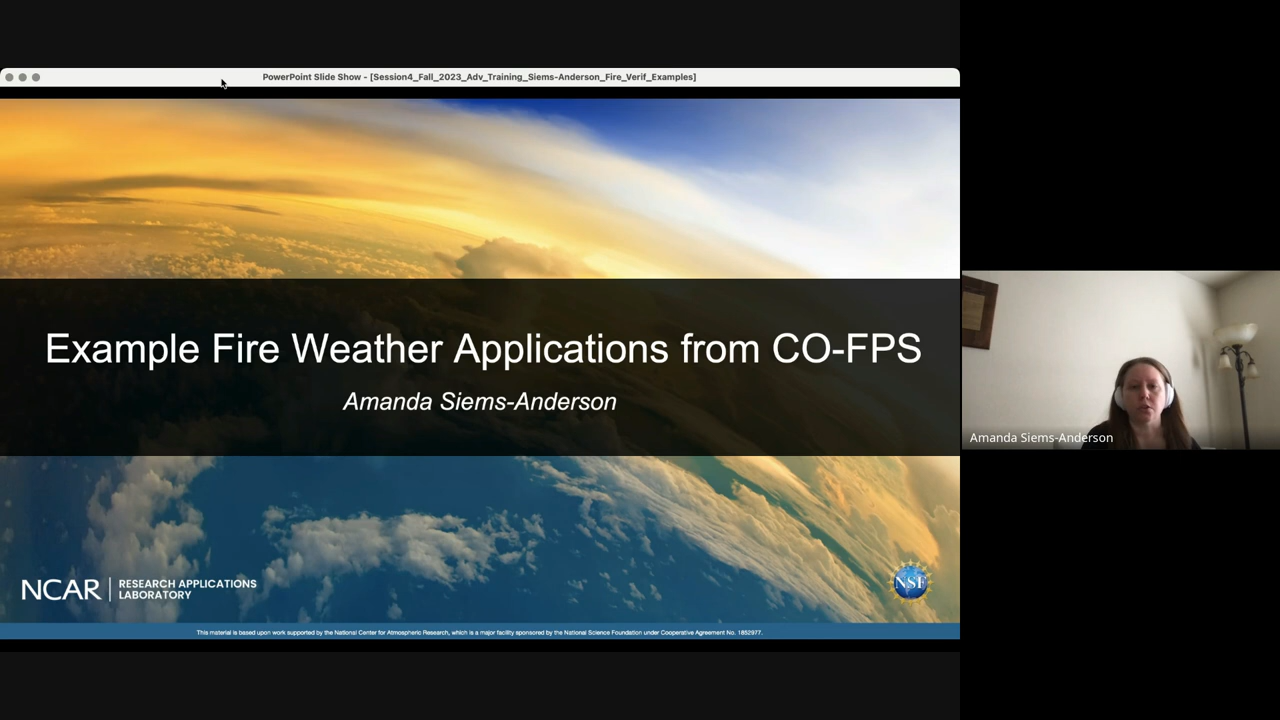 PowerPoint Slide Show - [Session4_Fall_2023_Adv_Training_Siems-Anderson_Fire_Verif_Examples]
Example Fire Weather Applications from CO-FPS
Amanda Siems-Anderson
Amanda Siems-Anderson
NCAR
RESEARCH APPLICATIONS
LABORATORY
NSF
This material is based upon work supported by the National Center for Atmospheric Research, which is a major facility sponsored by the National Science Foundation under Cooperative Agreement No. 1852977.